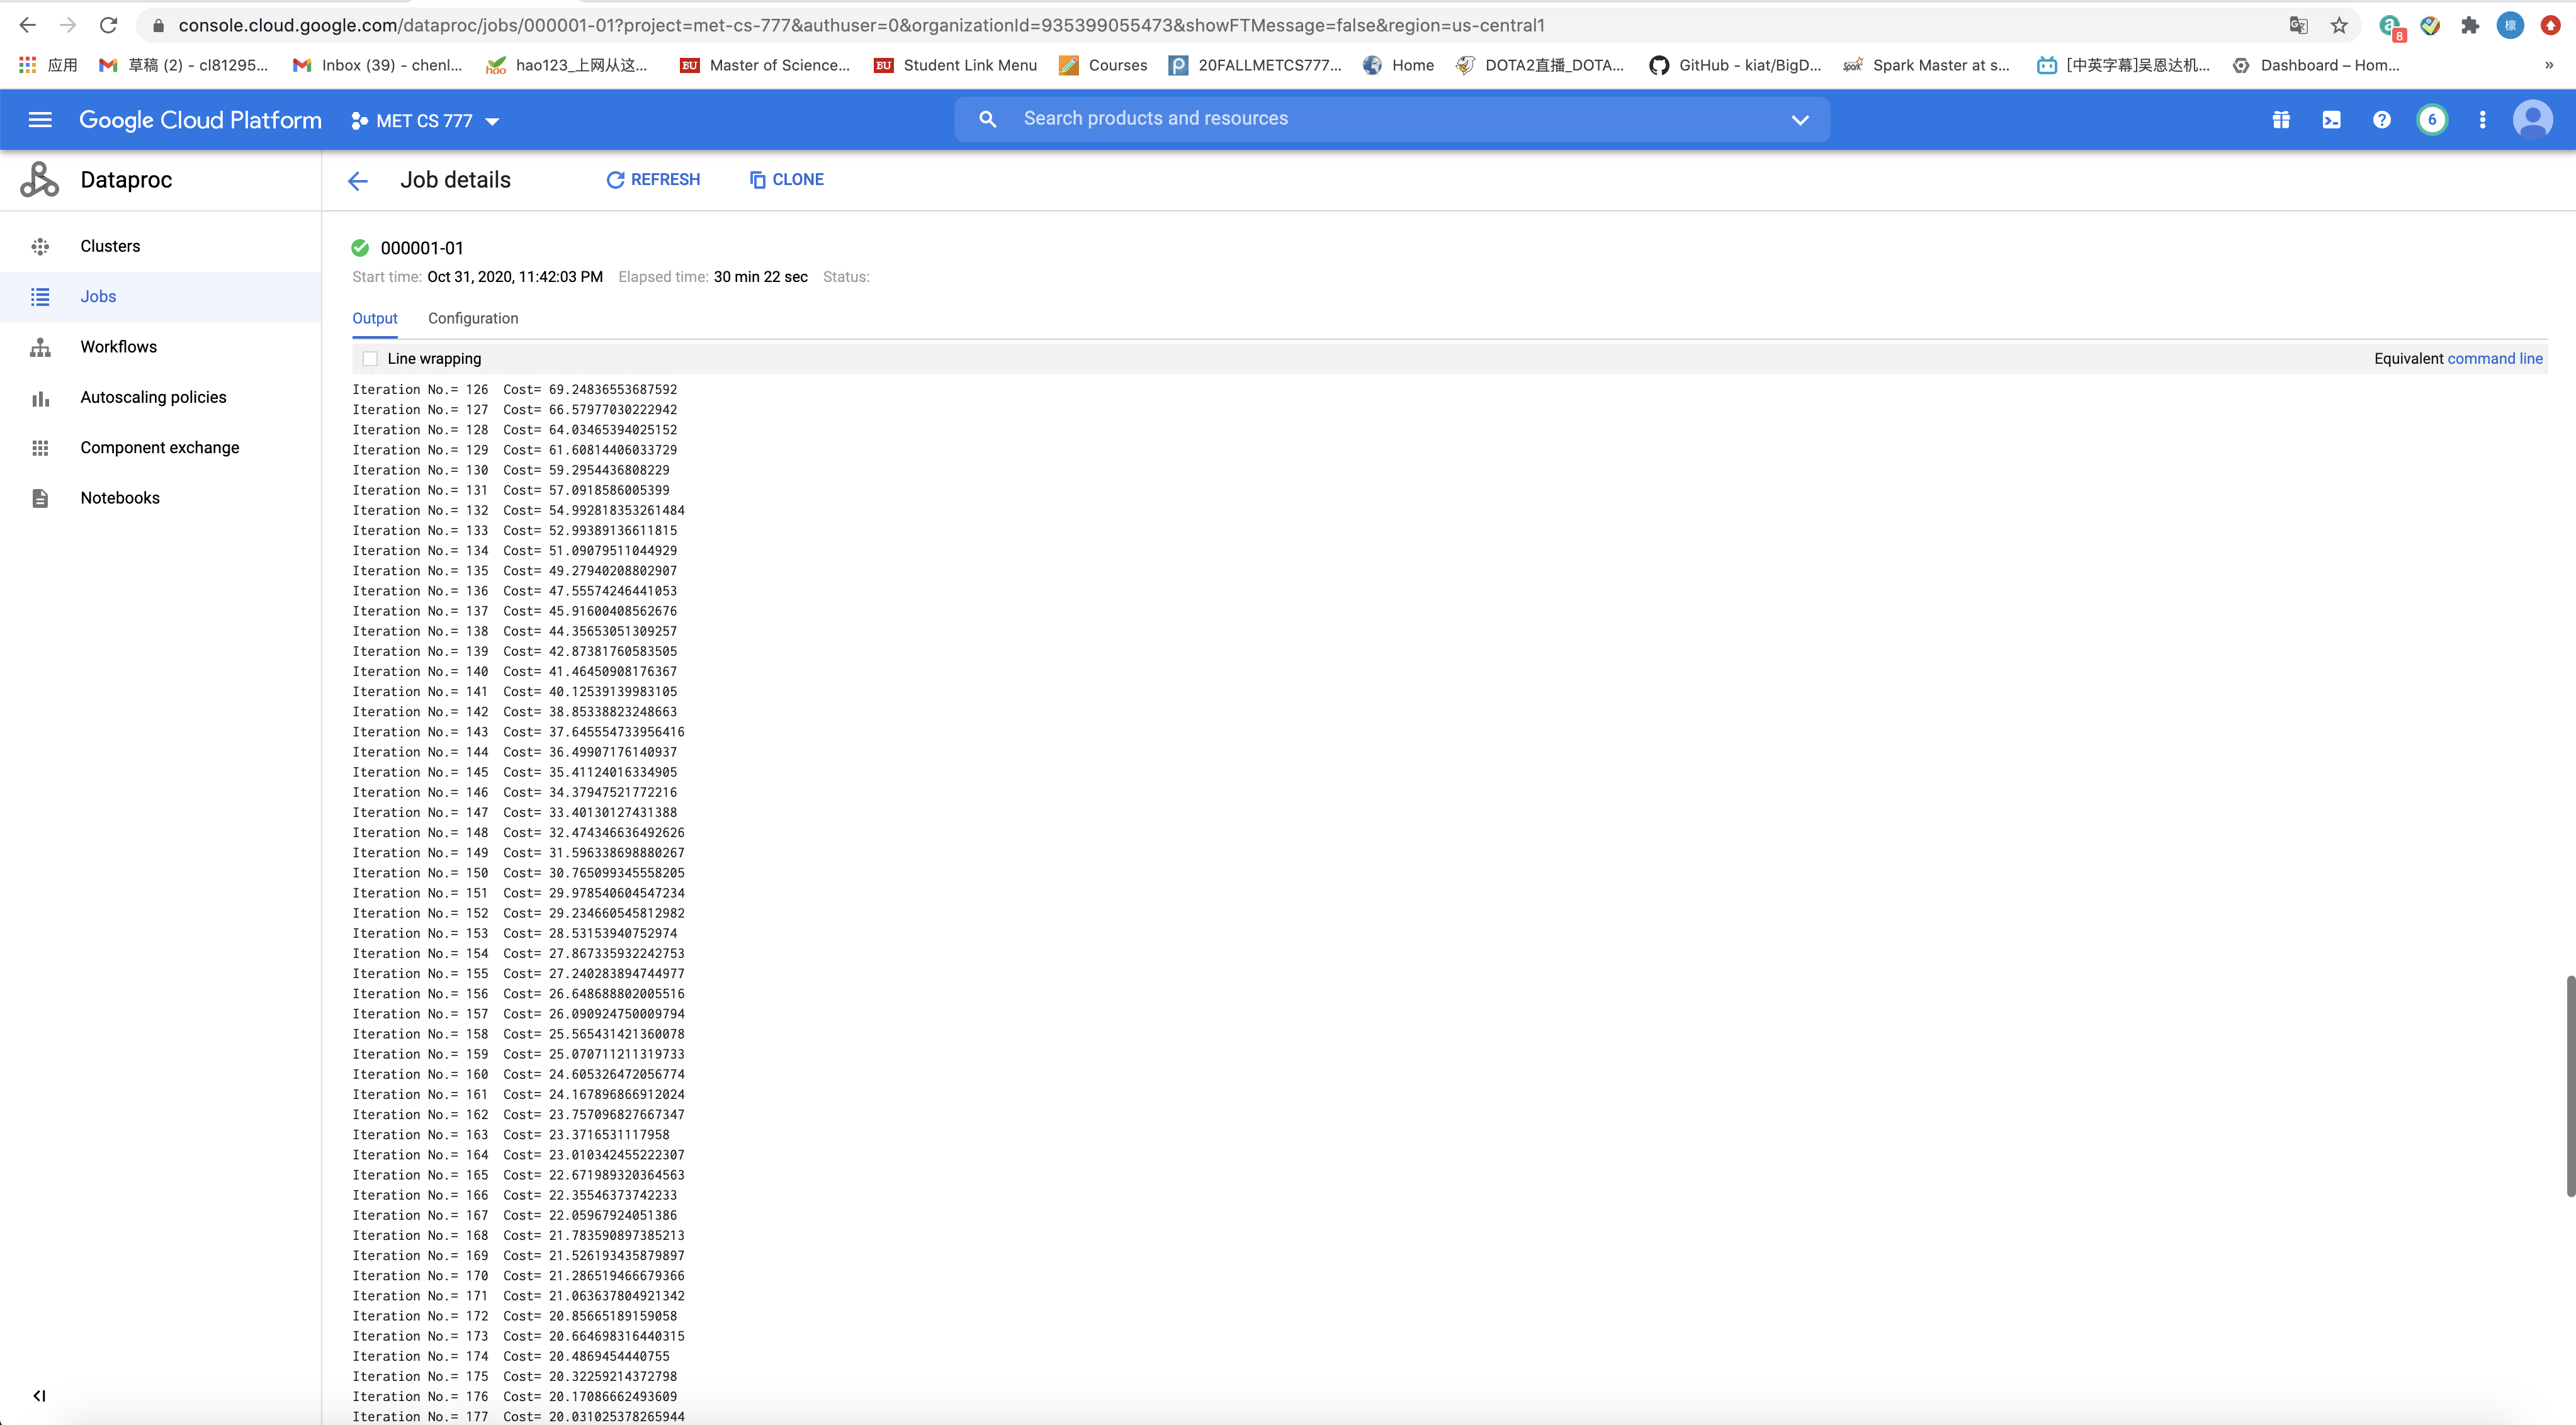 console.cloud.google.com/dataproc/jobs/000001-01?project=met-cs-777&authuser=0&organizationId=935399055473&showFTMessage=false&region=us-central1
8
標
应用 草稿 (2) - cl81295... Inbox (39) - chenl... hao123_上网从这... BU Master of Science... BU Student Link Menu Courses 20FALLMETCS777... Home DOTA2直播_DOTA... GitHub - kiat/BigD... Spark Master at s... [中英字幕]吴恩达机... Dashboard – Hom... »
Google Cloud Platform MET CS 777 Search products and resources 6
Dataproc Job details REFRESH CLONE
Clusters
Jobs
Workflows
Autoscaling policies
Component exchange
Notebooks
000001-01
Start time: Oct 31, 2020, 11:42:03 PM Elapsed time: 30 min 22 sec Status:
Output Configuration
Line wrapping Equivalent command line
Iteration No.= 126 Cost= 69.24836553687592
Iteration No.= 127 Cost= 66.57977030222942
Iteration No.= 128 Cost= 64.03465394025152
Iteration No.= 129 Cost= 61.60814406033729
Iteration No.= 130 Cost= 59.2954436808229
Iteration No.= 131 Cost= 57.0918586005399
Iteration No.= 132 Cost= 54.992818353261484
Iteration No.= 133 Cost= 52.99389136611815
Iteration No.= 134 Cost= 51.09079511044929
Iteration No.= 135 Cost= 49.27940208802907
Iteration No.= 136 Cost= 47.55574246441053
Iteration No.= 137 Cost= 45.91600408562676
Iteration No.= 138 Cost= 44.35653051309257
Iteration No.= 139 Cost= 42.87381760583505
Iteration No.= 140 Cost= 41.46450908176367
Iteration No.= 141 Cost= 40.12539139983105
Iteration No.= 142 Cost= 38.85338823248663
Iteration No.= 143 Cost= 37.645554733956416
Iteration No.= 144 Cost= 36.49907176140937
Iteration No.= 145 Cost= 35.41124016334905
Iteration No.= 146 Cost= 34.37947521772216
Iteration No.= 147 Cost= 33.40130127431388
Iteration No.= 148 Cost= 32.474346636492626
Iteration No.= 149 Cost= 31.596338698880267
Iteration No.= 150 Cost= 30.765099345558205
Iteration No.= 151 Cost= 29.978540604547234
Iteration No.= 152 Cost= 29.234660545812982
Iteration No.= 153 Cost= 28.53153940752974
Iteration No.= 154 Cost= 27.867335932242753
Iteration No.= 155 Cost= 27.240283894744977
Iteration No.= 156 Cost= 26.648688802005516
Iteration No.= 157 Cost= 26.090924750009794
Iteration No.= 158 Cost= 25.565431421360078
Iteration No.= 159 Cost= 25.070711211319733
Iteration No.= 160 Cost= 24.605326472056774
Iteration No.= 161 Cost= 24.167896866912024
Iteration No.= 162 Cost= 23.757096827667347
Iteration No.= 163 Cost= 23.3716531117958
Iteration No.= 164 Cost= 23.010342455222307
Iteration No.= 165 Cost= 22.671989320364563
Iteration No.= 166 Cost= 22.35546373742233
Iteration No.= 167 Cost= 22.05967924051386
Iteration No.= 168 Cost= 21.783590897385213
Iteration No.= 169 Cost= 21.526193435879897
Iteration No.= 170 Cost= 21.286519466679366
Iteration No.= 171 Cost= 21.063637804921342
Iteration No.= 172 Cost= 20.85665189159058
Iteration No.= 173 Cost= 20.664698316440315
Iteration No.= 174 Cost= 20.4869454440755
Iteration No.= 175 Cost= 20.32259214372798
Iteration No.= 176 Cost= 20.17086662493609
Iteration No.= 177 Cost= 20.031025378265944